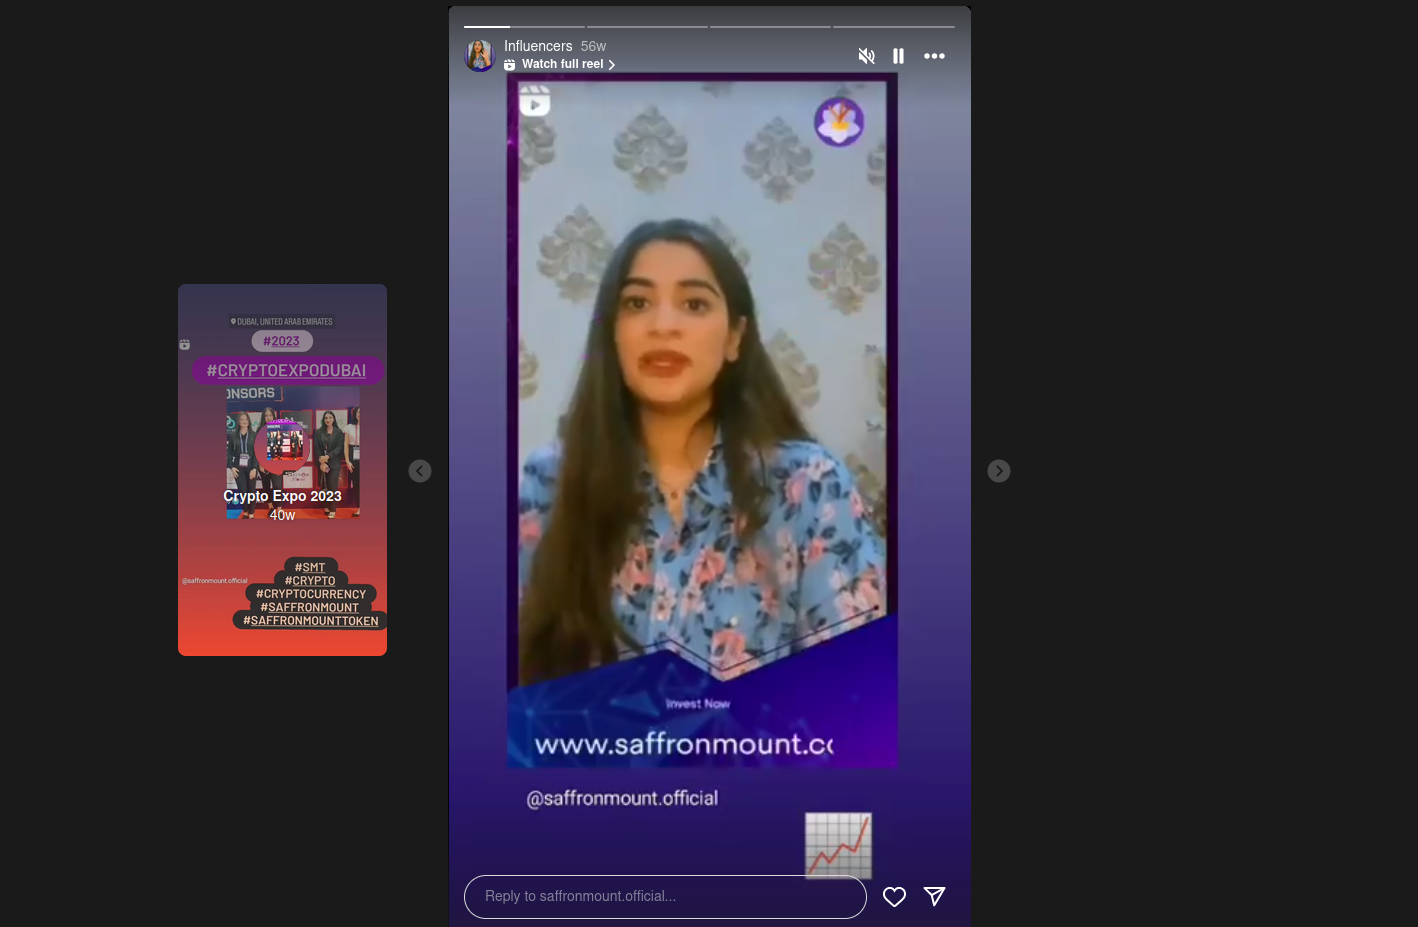 Influencers 56w
Watch full reel
DUBAI, UNITED ARAB EMIRATES
#2023
#CRYPTOEXPODUBAI
ONSORS
Crypto Expo 2023
40w
#SMT
@saffronmount.official
#CRYPTO
#CRYPTOCURRENCY
#SAFFRONMOUNT
#SAFFRONMOUNTTOKEN
Invest Now
www.saffronmount.co
@saffronmount.official
Reply to saffronmount.official...